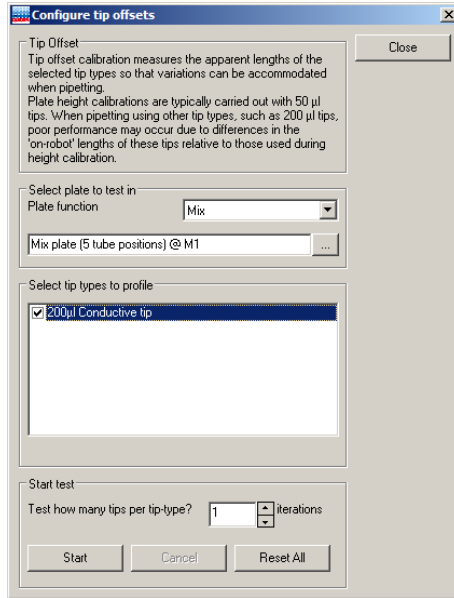 Configure tip offsets
Close
Tip Offset
Tip offset calibration measures the apparent lengths of the
selected tip types so that variations can be accommodated
when pipetting.
Plate height calibrations are typically carried out with 50 µl
tips. When pipetting using other tip types, such as 200 µl tips,
poor performance may occur due to differences in the
'on-robot' lengths of these tips relative to those used during
height calibration.
Select plate to test in
Plate function
Mix
Mix plate (5 tube positions) @ M1
...
Select tip types to profile
200µl Conductive tip
Start test
Test how many tips per tip-type?
1
iterations
Start
Cancel
Reset All